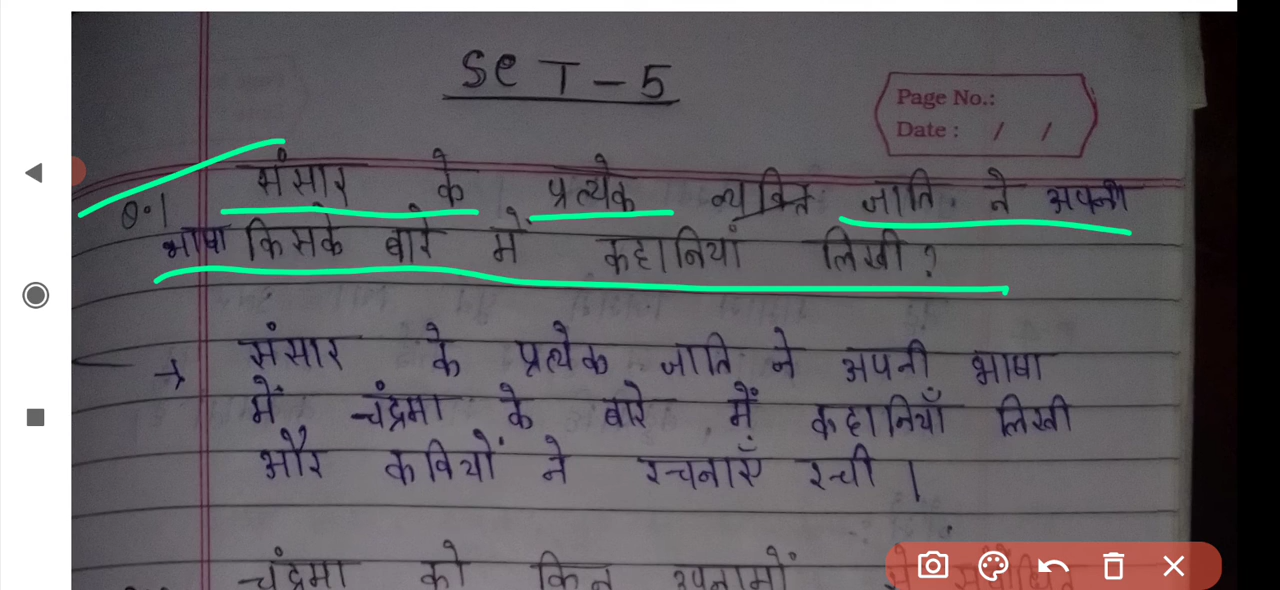 SeT-5
Page No.:
Date : / /
Q.1 संसार के प्रत्येक व्यक्ति जाति ने अपनी
भाषा किसके बारे में कहानियां लिखी?
→ संसार के प्रत्येक जाति ने अपनी भाषा
में चंद्रमा के बारे में कहानियाँ लिखी
और कवियों ने रचनाएँ रची।
चंद्रमा को किन उपनामों